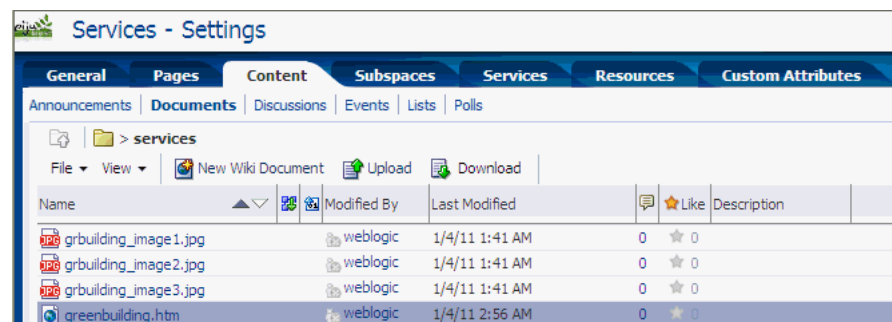 Services - Settings
General Pages Content Subspaces Services Resources Custom Attributes
Announcements Documents Discussions Events Lists Polls
> services
File View New Wiki Document Upload Download
Name Modified By Last Modified Like Description
grbuilding_image1.jpg weblogic 1/4/11 1:41 AM 0 0
grbuilding_image2.jpg weblogic 1/4/11 1:41 AM 0 0
grbuilding_image3.jpg weblogic 1/4/11 1:41 AM 0 0
greenbuilding.htm weblogic 1/4/11 2:56 AM 0 0